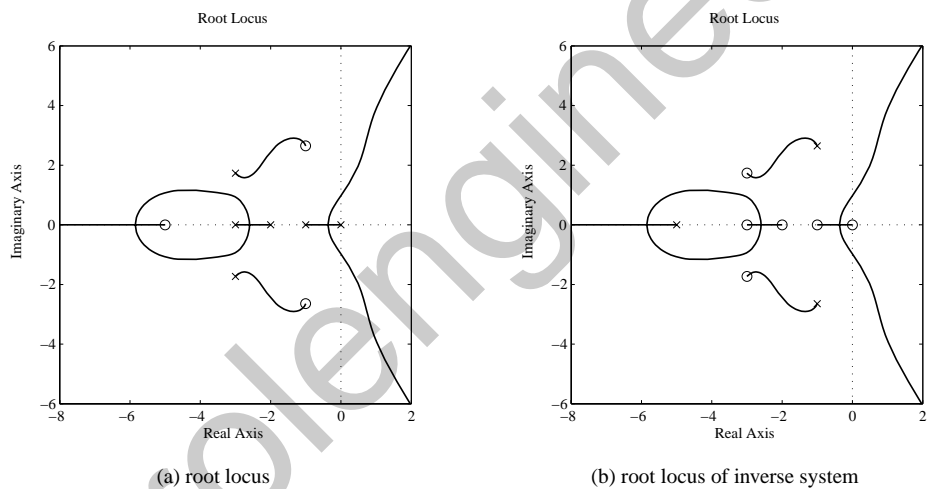 Root Locus
6
4
2
0
−2
−4
−6
−8 −6 −4 −2 0 2
Real Axis
Imaginary Axis
(a) root locus
Root Locus
6
4
2
0
−2
−4
−6
−8 −6 −4 −2 0 2
Real Axis
Imaginary Axis
(b) root locus of inverse system
rolenginee